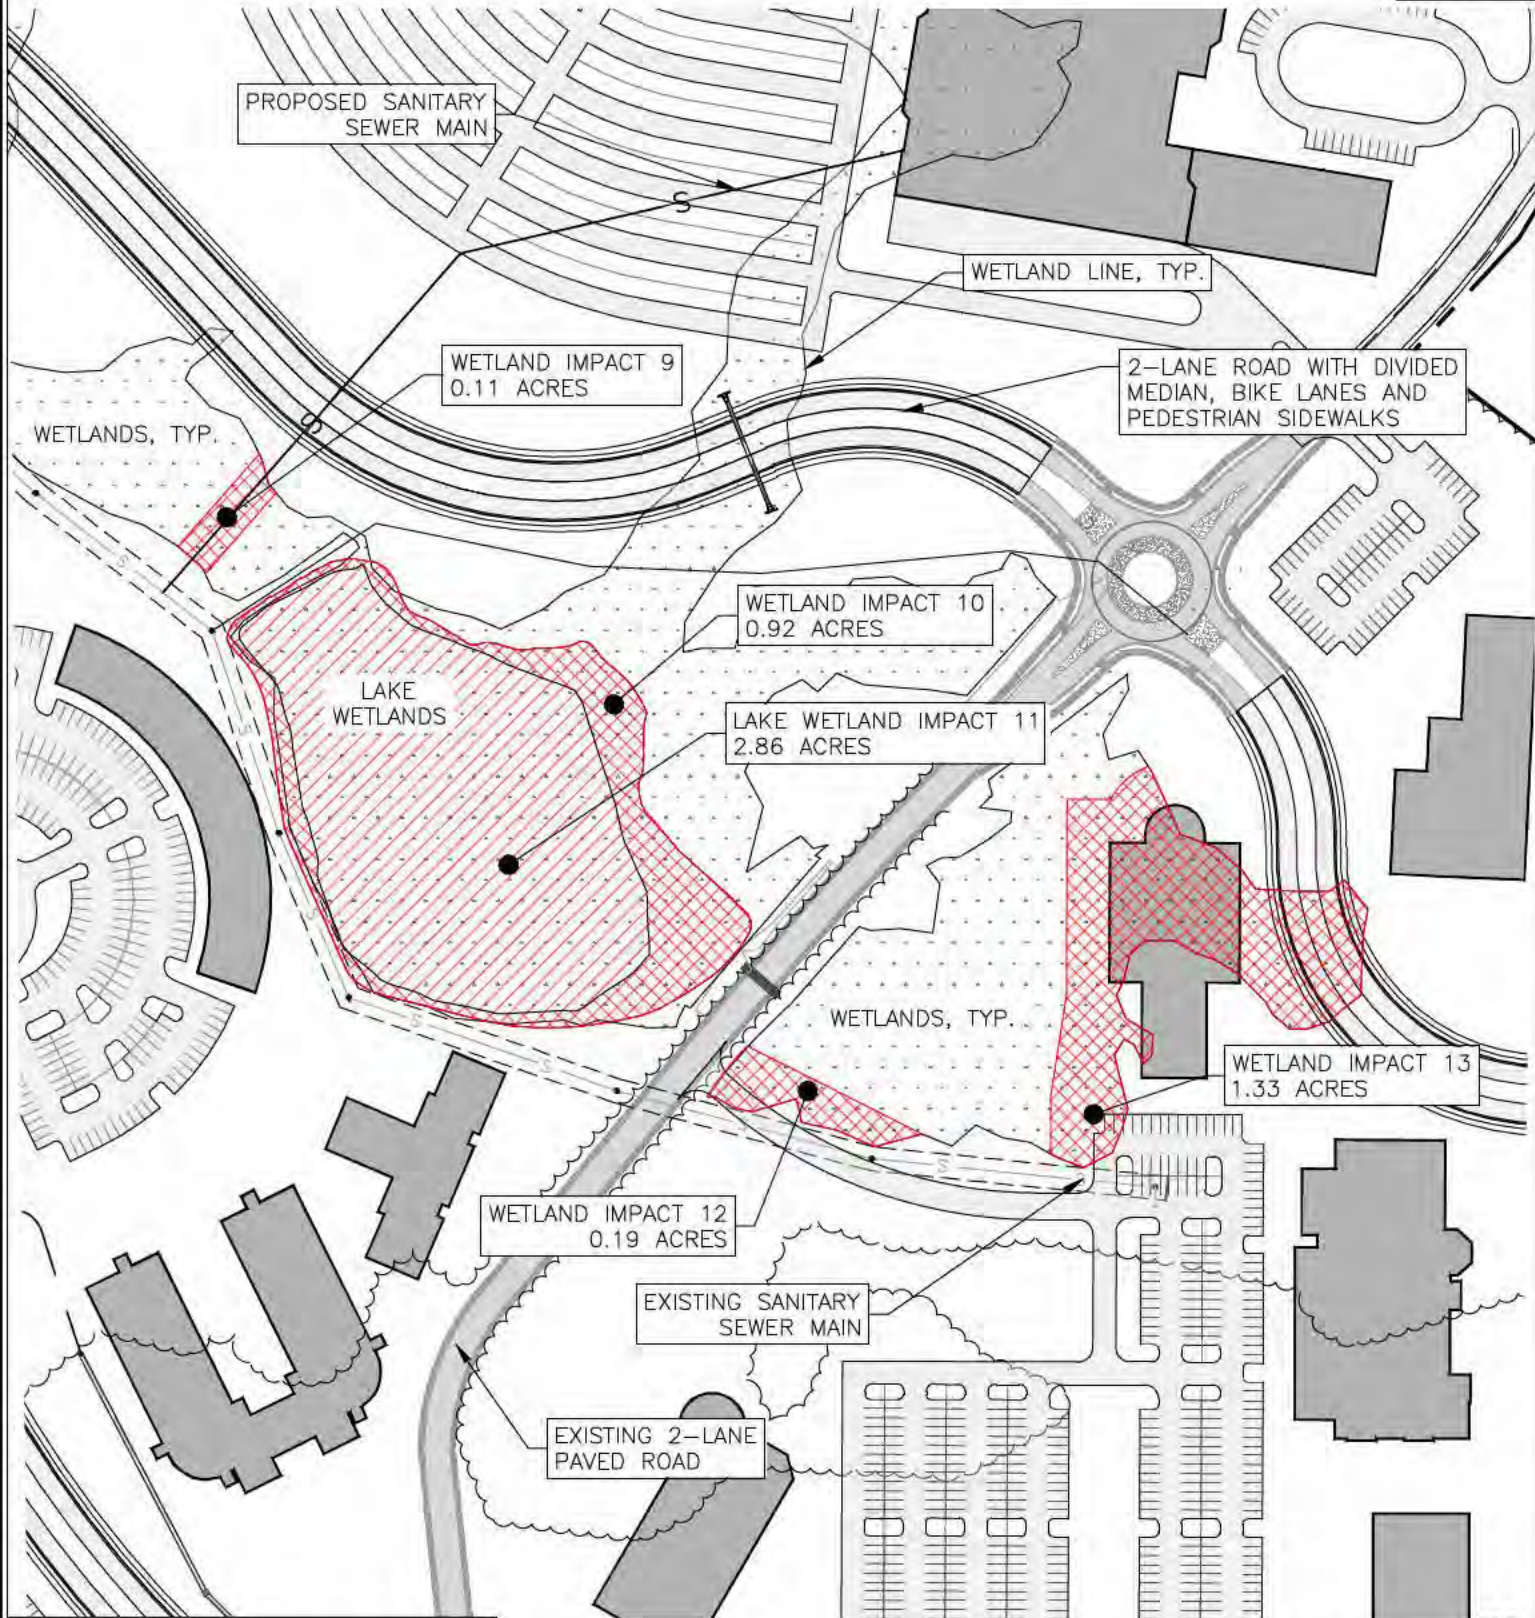 PROPOSED SANITARY
SEWER MAIN
S
WETLAND LINE, TYP.
WETLAND IMPACT 9
0.11 ACRES
2-LANE ROAD WITH DIVIDED
MEDIAN, BIKE LANES AND
PEDESTRIAN SIDEWALKS
S
WETLANDS, TYP.
S
WETLAND IMPACT 10
0.92 ACRES
LAKE
WETLANDS
LAKE WETLAND IMPACT 11
2.86 ACRES
S
S
WETLANDS, TYP.
S
S
WETLAND IMPACT 13
1.33 ACRES
S
WETLAND IMPACT 12
0.19 ACRES
EXISTING SANITARY
SEWER MAIN
EXISTING 2-LANE
PAVED ROAD